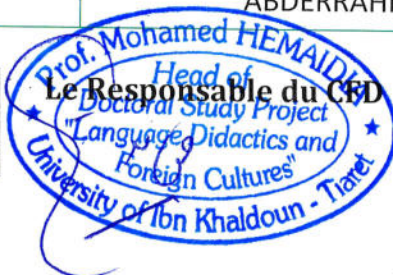 ABDERRAH
Prof. Mohamed HEMAIDIA
Head of
Le Responsable du CFD
Doctoral Study Project
"Language Didactics and
Foreign Cultures"
University of Ibn Khaldoun - Tiaret